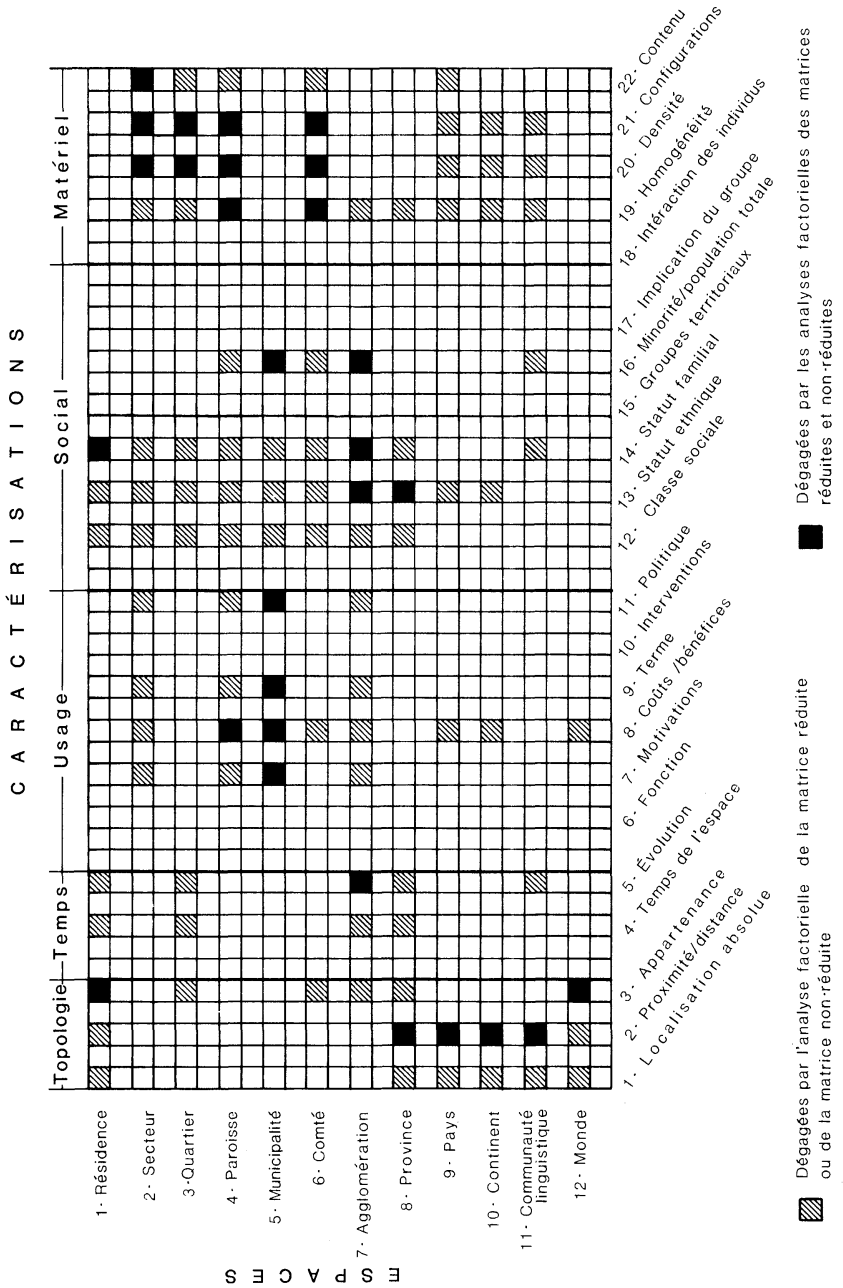 CARACTÉRISATIONS
Topologie
Temps
Usage
Social
Matériel
ESPACES
1- Résidence
2- Secteur
3-Quartier
4- Paroisse
5- Municipalité
6- Comté
7- Agglomération
8- Province
9- Pays
10- Continent
11- Communauté
linguistique
12- Monde
1- Localisation absolue
2- Proximité/distance
3- Appartenance
4- Temps de l'espace
5- Évolution
6- Fonction
7- Motivations
8- Coûts/bénéfices
9- Terme
10- Interventions
11- Politique
12- Classe sociale
13- Statut ethnique
14- Statut familial
15- Groupes territoriaux
16- Minorité/population totale
17- Implication du groupe
18- Intéraction des individus
19- Homogénéité
20- Densité
21- Configurations
22- Contenu
Dégagées par l'analyse factorielle de la matrice réduite
ou de la matrice non-réduite
Dégagées par les analyses factorielles des matrices
réduites et non-réduites